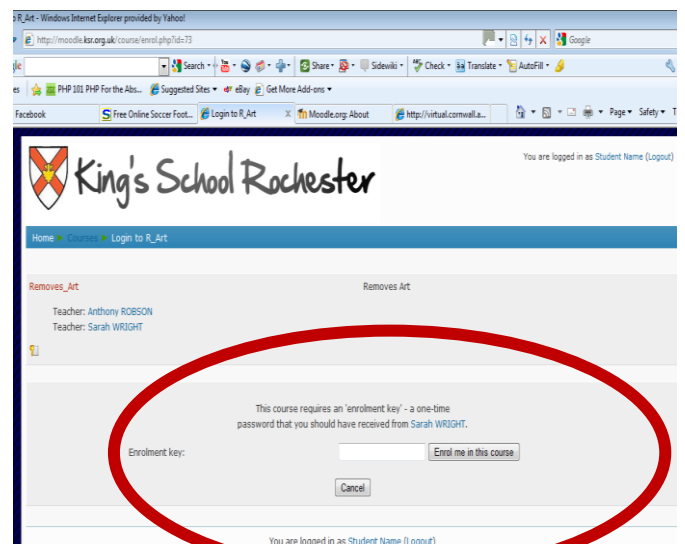 R_Art - Windows Internet Explorer provided by Yahoo!
http://moodle.ksr.org.uk/course/enrol.php?id=73
Google
Search
Share
Sidewiki
Check
Translate
AutoFill
PHP 101 PHP For the Abs...
Suggested Sites
eBay
Get More Add-ons
Facebook
Free Online Soccer Foot...
Login to R_Art
x
Moodle.org: About
http://virtual.cornwall.a...
Page
Safety
You are logged in as Student Name (Logout)
King's School Rochester
Home
Courses
Login to R_Art
Removes_Art
Removes Art
Teacher: Anthony ROBSON
Teacher: Sarah WRIGHT
This course requires an 'enrolment key' - a one-time
password that you should have received from Sarah WRIGHT.
Enrolment key:
Enrol me in this course
Cancel
You are logged in as Student Name (Logout)